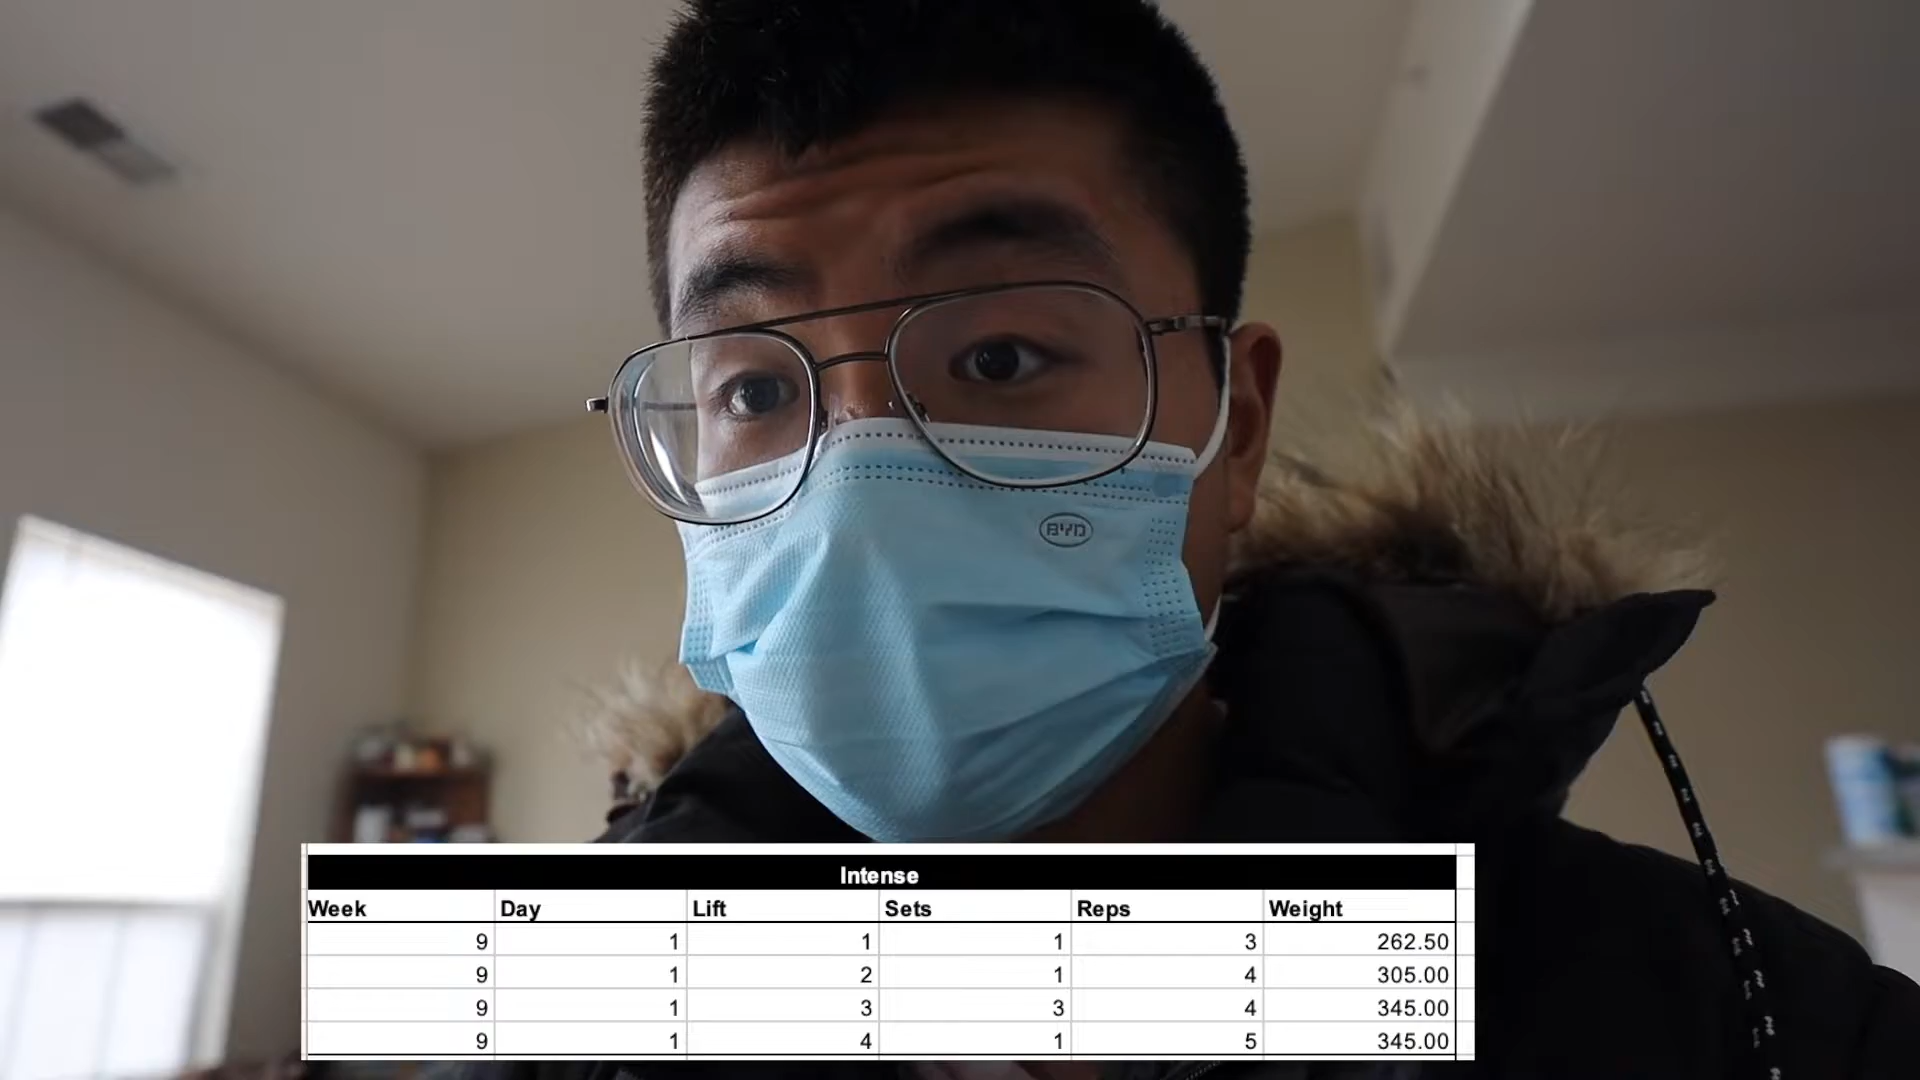 BYD
Intense
Week Day Lift Sets Reps Weight
9 1 1 1 3 262.50
9 1 2 1 4 305.00
9 1 3 3 4 345.00
9 1 4 1 5 345.00